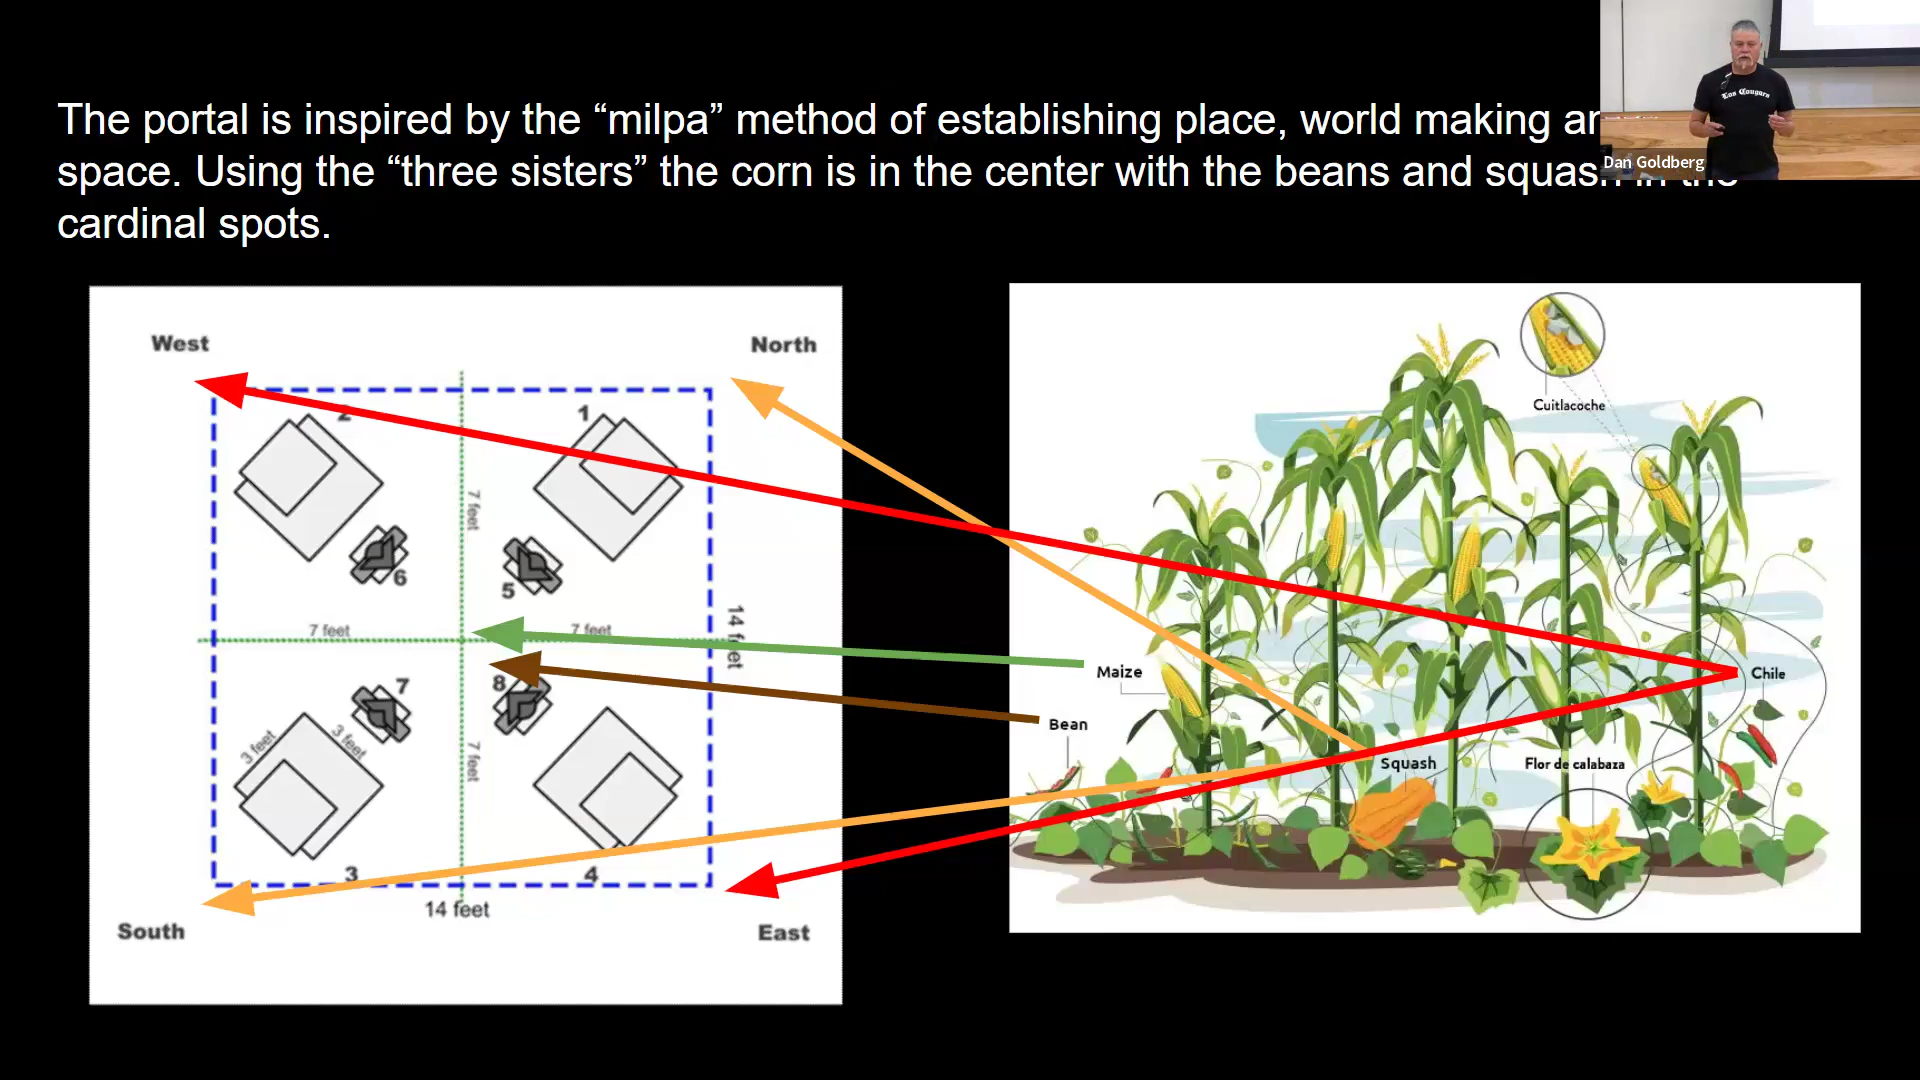 The portal is inspired by the “milpa” method of establishing place, world making
space. Using the “three sisters” the corn is in the center with the beans and squash in the
cardinal spots.
Los Cougars
Dan Goldberg
West
North
2
1
7 feet
6
5
7 feet
7 feet
14 feet
7
8
3 feet
3 feet
7 feet
3
4
14 feet
South
East
Cuitlacoche
Maize
Chile
Bean
Squash
Flor de calabaza